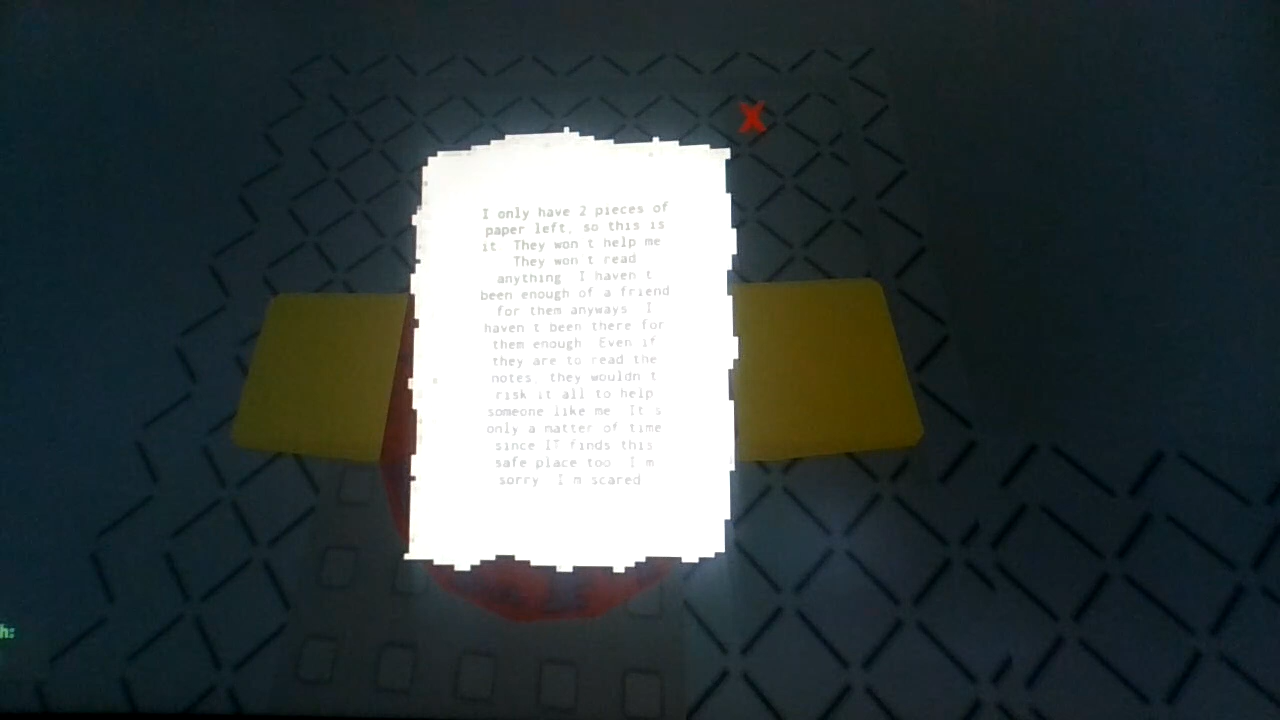 I only have 2 pieces of
paper left, so this is
it They won t help me
They won t read
anything I haven t
been enough of a friend
for them anyways I
haven t been there for
them enough Even if
they are to read the
notes, they wouldn t
risk it all to help
someone like me It s
only a matter of time
since IT finds this
safe place too I m
sorry I m scared
X
h: